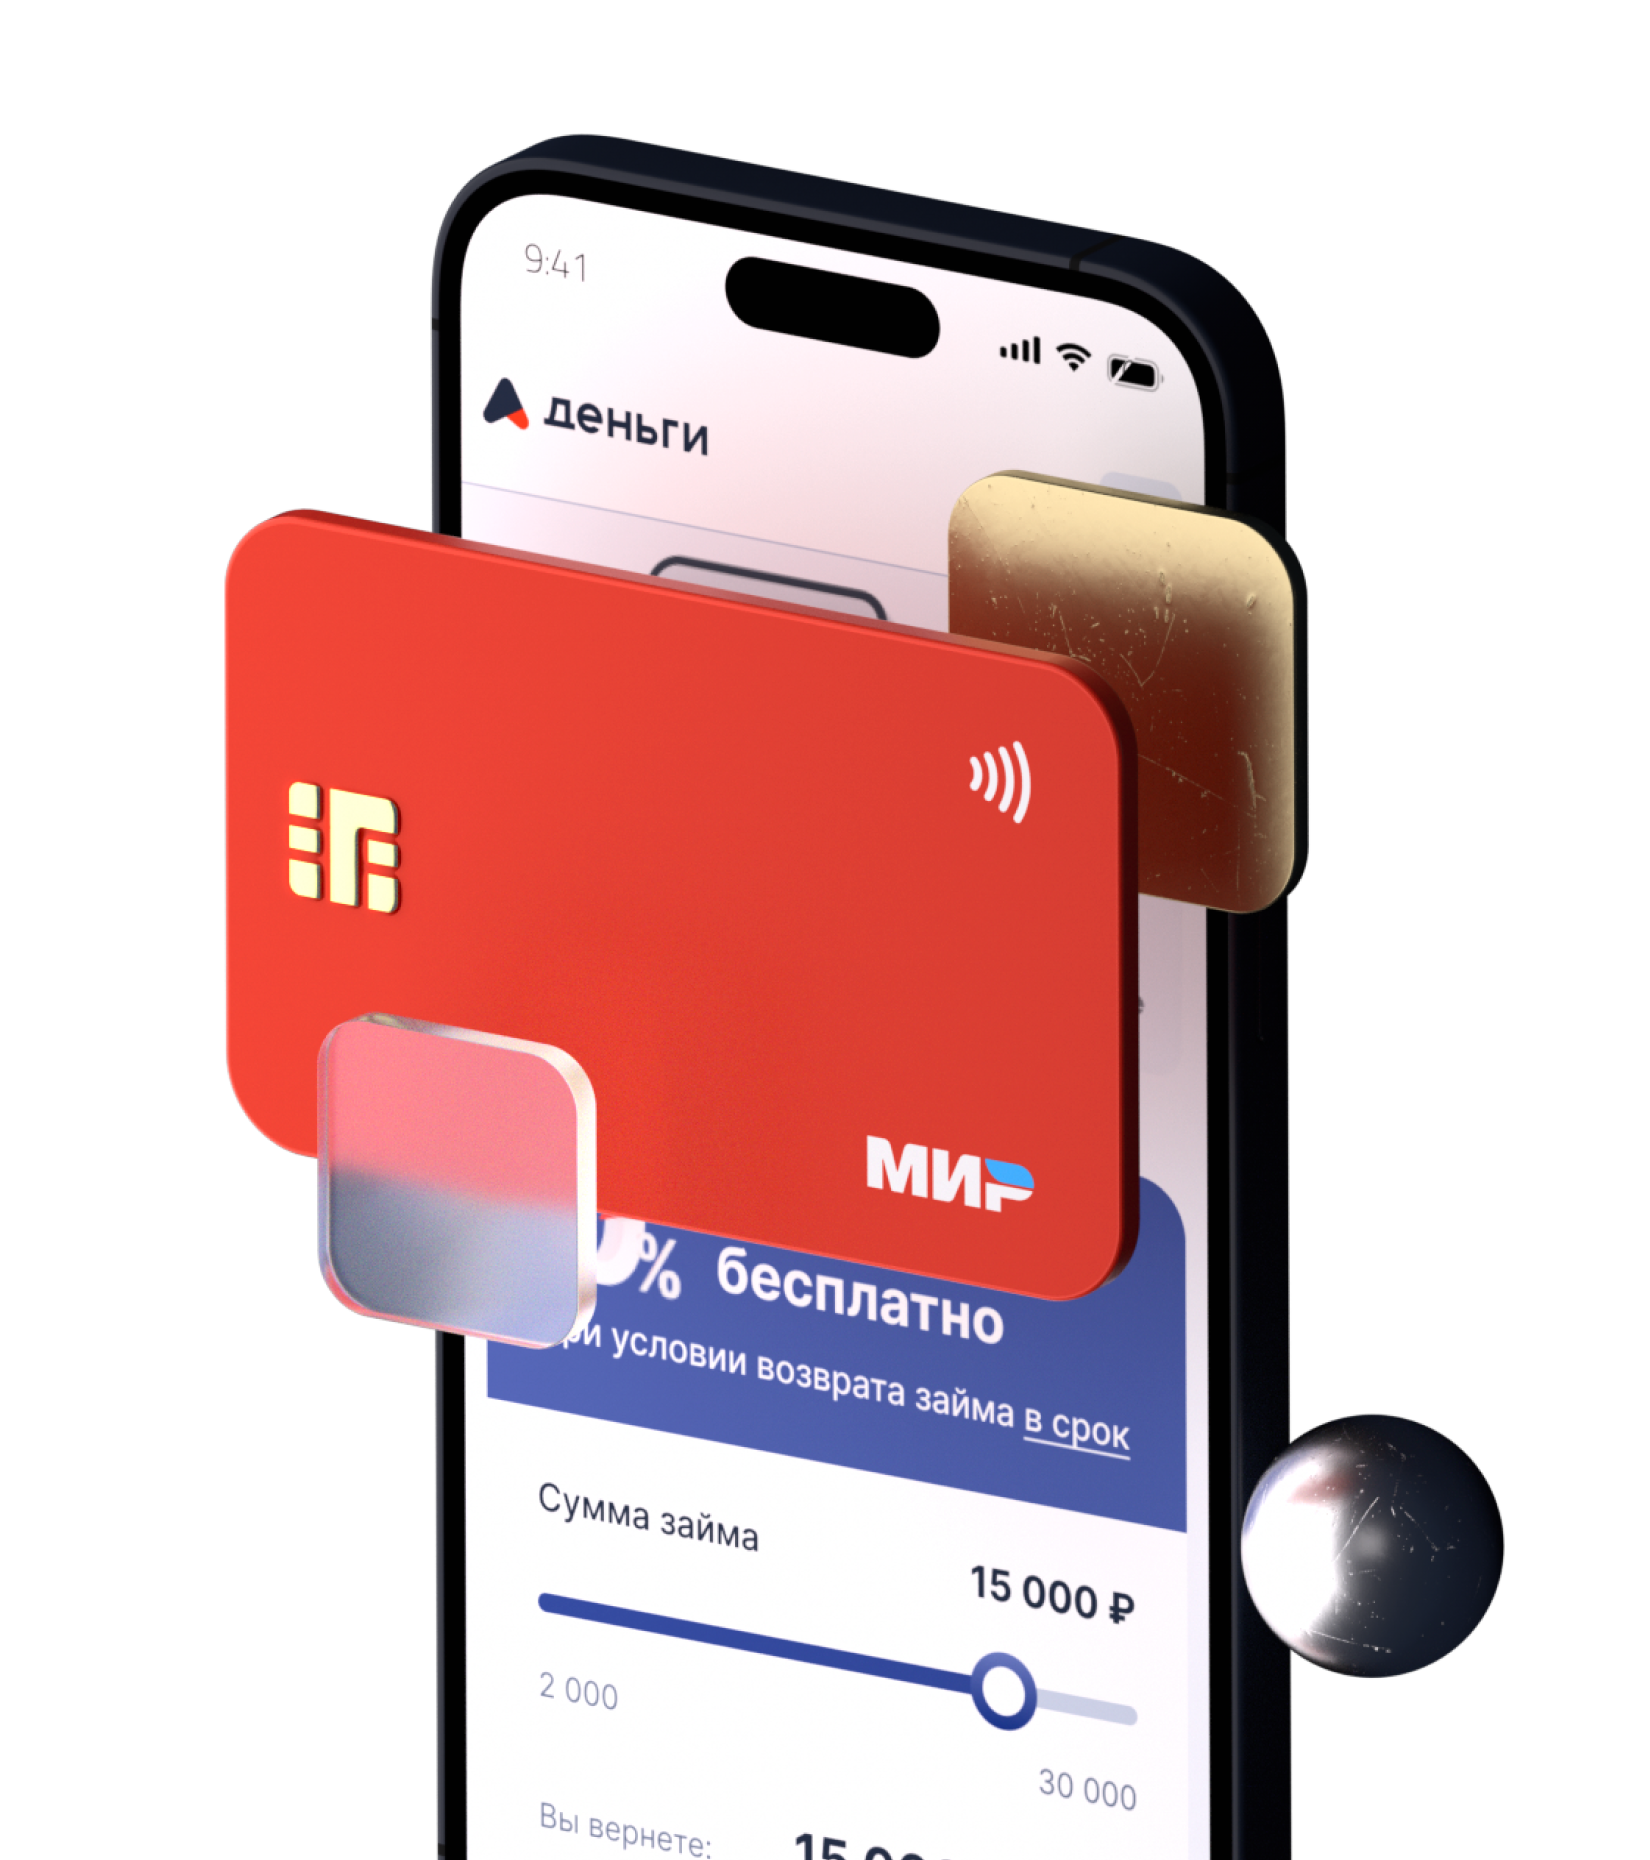 9:41
деньги
МИР
% бесплатно
при условии возврата займа в срок
Сумма займа
15 000 ₽
2 000
30 000
Вы вернете: